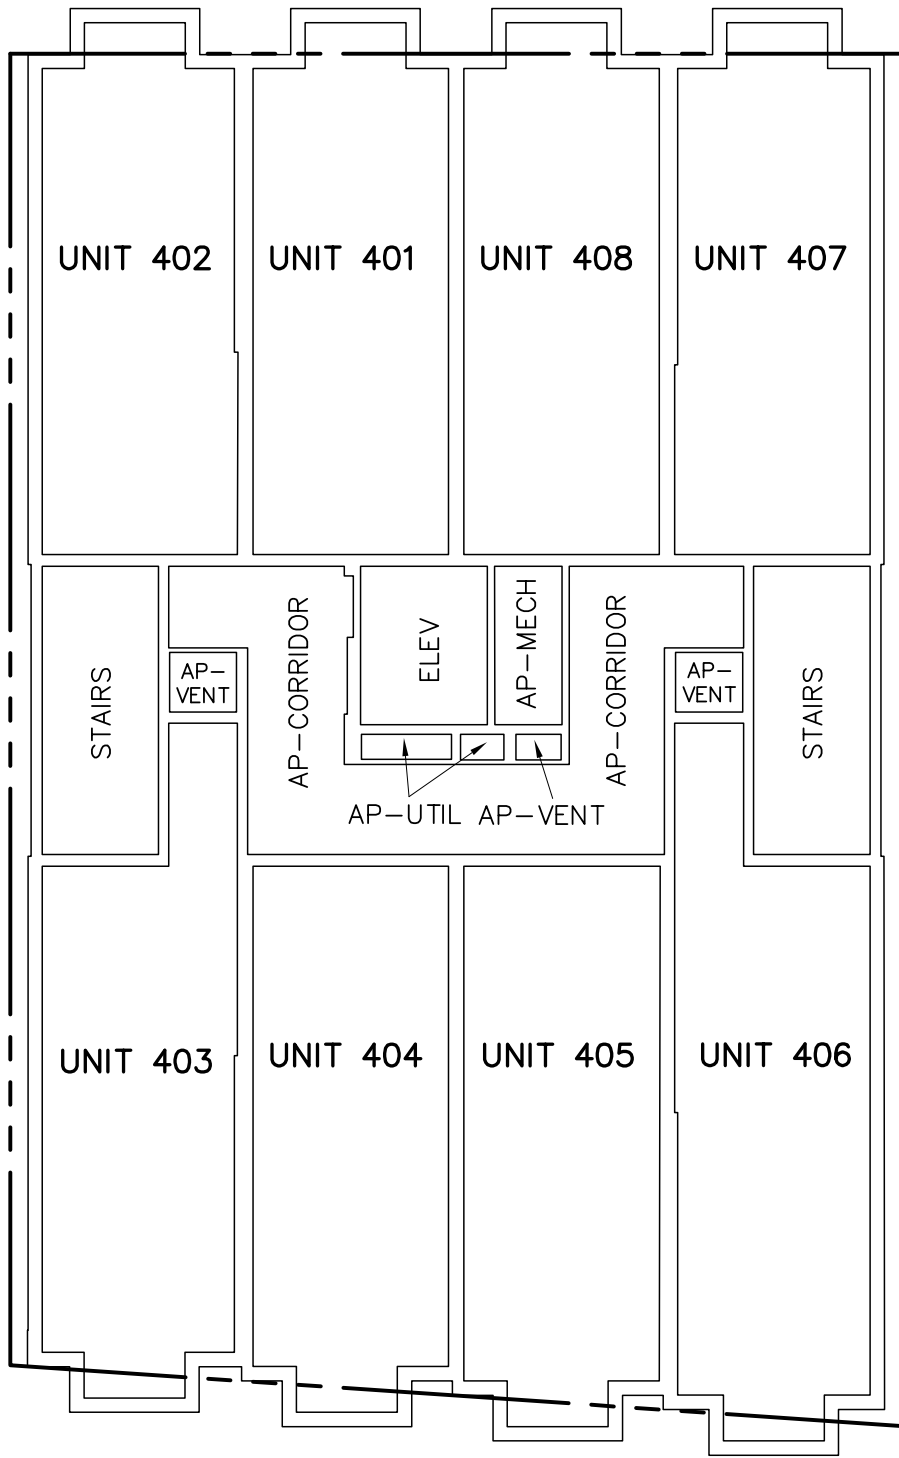 UNIT 402
UNIT 401
UNIT 408
UNIT 407
STAIRS
AP-
VENT
AP-CORRIDOR
ELEV
AP-MECH
AP-CORRIDOR
AP-
VENT
STAIRS
AP-UTIL
AP-VENT
UNIT 403
UNIT 404
UNIT 405
UNIT 406